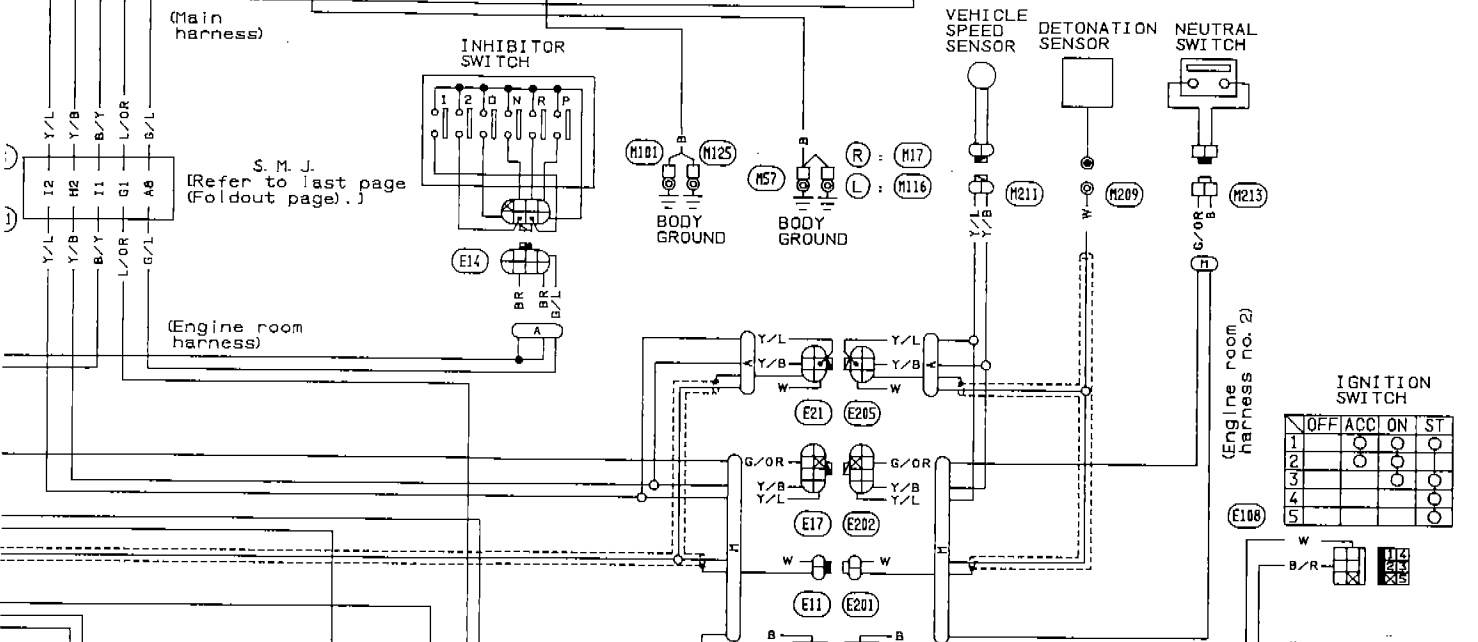 (Main
harness)
INHIBITOR
SWITCH
VEHICLE
SPEED
SENSOR
DETONATION
SENSOR
NEUTRAL
SWITCH
1 2 D N R P
Y/L Y/B B/Y L/OR G/L
I2 H2 I1 G1 A8
S. M. J.
[Refer to last page
(Foldout page).]
Y/L Y/B B/Y L/OR G/L
B
M101 M125
BODY
GROUND
B
M57
R : M17
L : M116
BODY
GROUND
M211
Y/L Y/B
M209
W
M213
G/OR B
M
E14
BR BR G/L
A
(Engine room
harness)
(Engine room
harness no. 2)
A
Y/L Y/L
Y/B Y/B
W W
A
E21 E205
G/OR G/OR
Y/B Y/B
Y/L Y/L
E17 E202
M
W W
M
E11 E201
B B
IGNITION
SWITCH
OFF ACC ON ST
1
2
3
4
5
E108
W
B/R
1 4
2 3
5